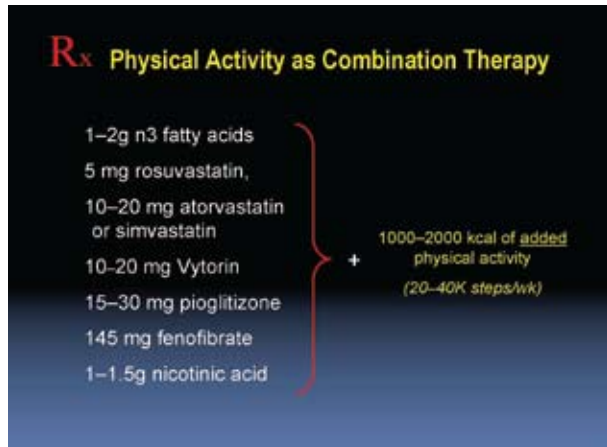 Rx Physical Activity as Combination Therapy
1–2g n3 fatty acids
5 mg rosuvastatin,
10–20 mg atorvastatin
or simvastatin
10-20 mg Vytorin
15–30 mg pioglitizone
145 mg fenofibrate
1–1.5g nicotinic acid
+
1000–2000 kcal of added
physical activity
(20–40K steps/wk)